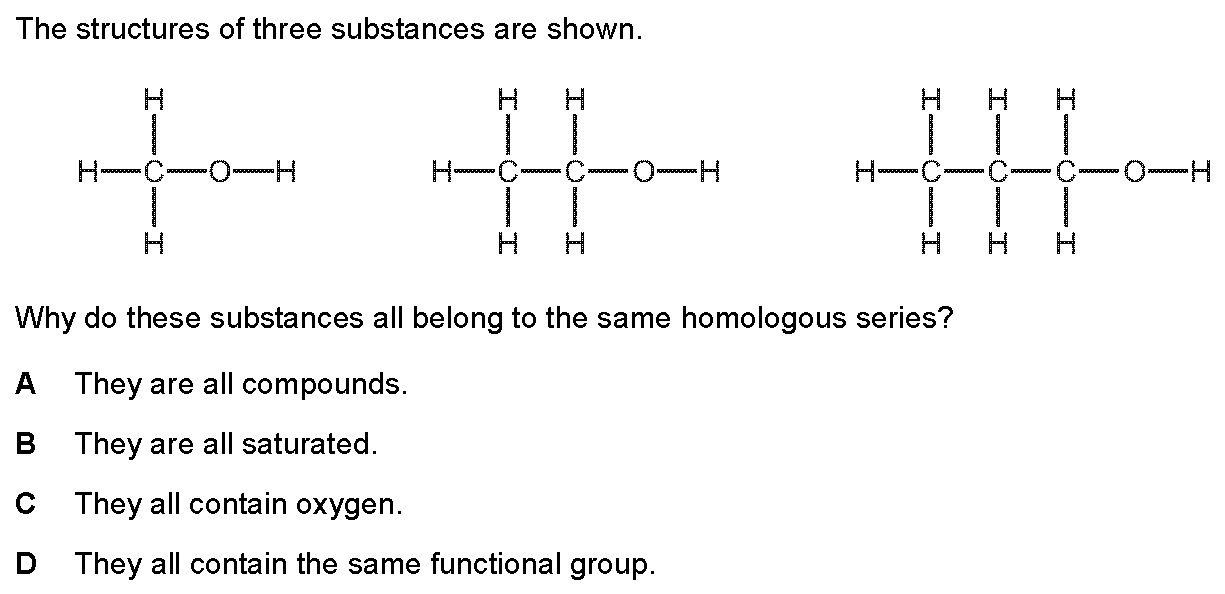 The structures of three substances are shown.
H H H H H H
H—C—O—H H—C—C—O—H H—C—C—C—O—H
H H H H H H
Why do these substances all belong to the same homologous series?
A They are all compounds.
B They are all saturated.
C They all contain oxygen.
D They all contain the same functional group.